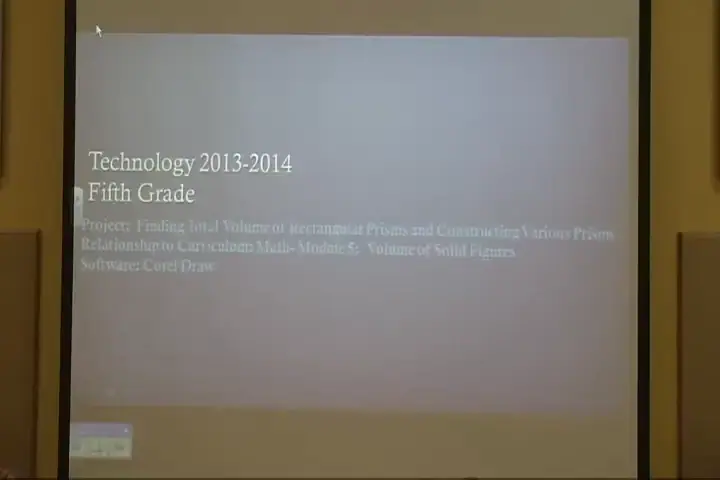 Technology 2013-2014
Fifth Grade
Project: Finding Total Volume of Rectangular Prisms and Constructing Various Prisms
Relationship to Curriculum: Math- Module 5: Volume of Solid Figures
Software: Corel Draw